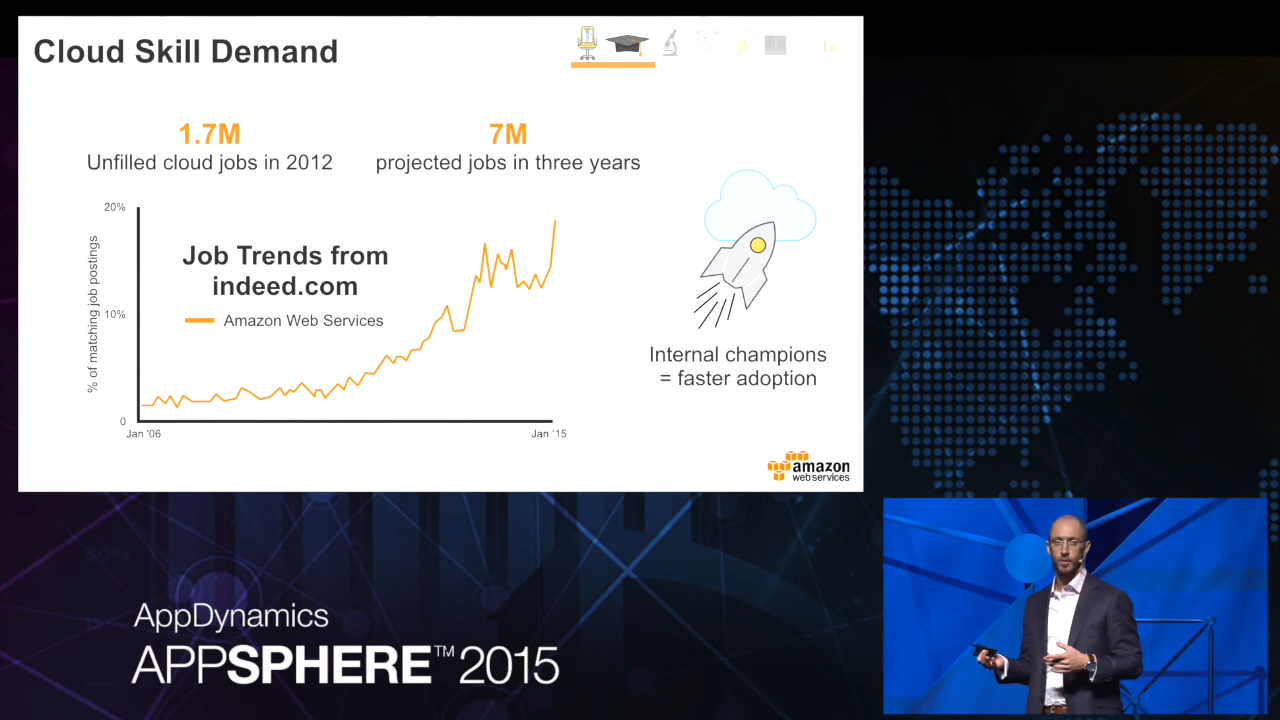 Cloud Skill Demand
1st
1.7M
Unfilled cloud jobs in 2012
7M
projected jobs in three years
20%
Job Trends from
indeed.com
Amazon Web Services
% of matching job postings
10%
0
Jan '06
Jan '15
Internal champions
= faster adoption
amazon
web services
AppDynamics
APPSPHERE™ 2015